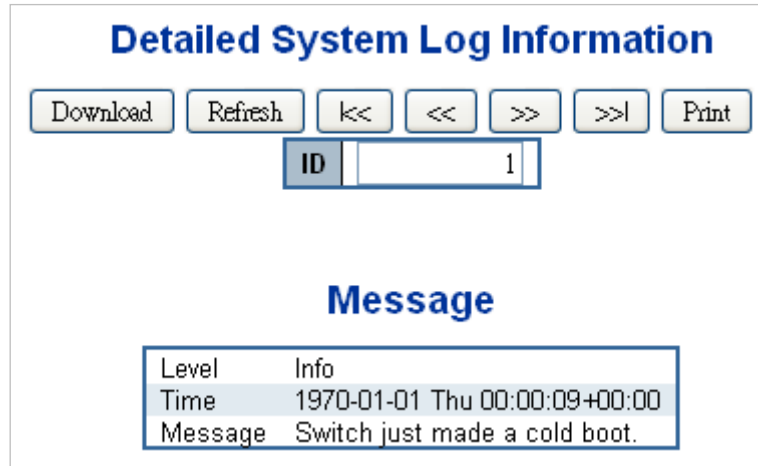 Detailed System Log Information
Download Refresh |<< << >> >>| Print
ID 1
Message
Level Info
Time 1970-01-01 Thu 00:00:09+00:00
Message Switch just made a cold boot.